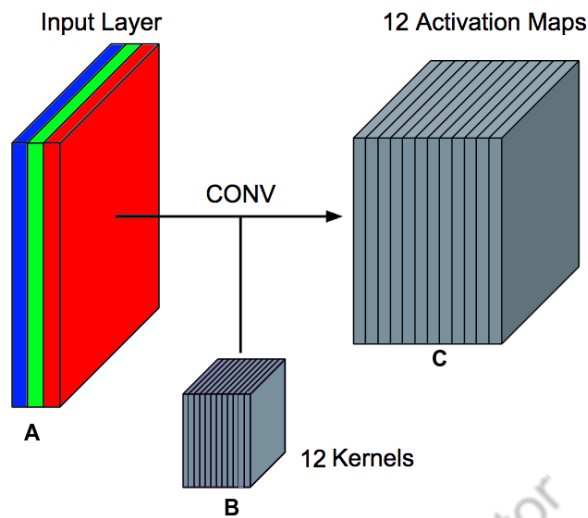 Input Layer
12 Activation Maps
CONV
C
A
12 Kernels
B